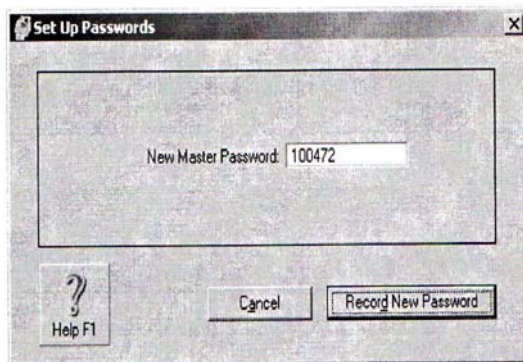 Set Up Passwords
New Master Password: 100472
Help F1
Cancel
Record New Password